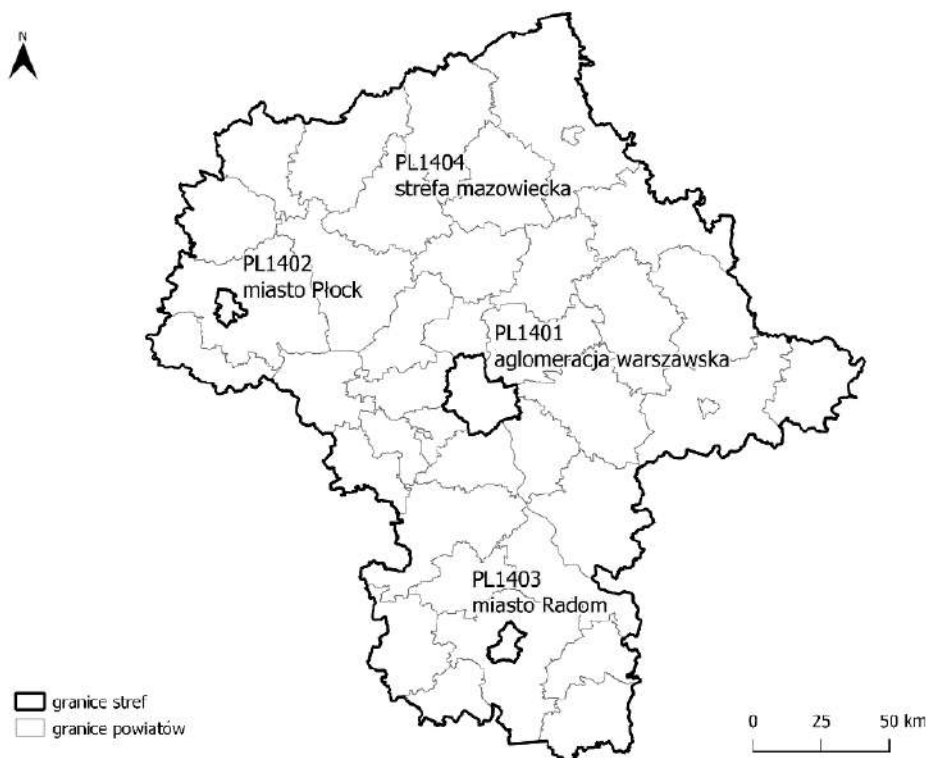 N
PL1404
strefa mazowiecka
PL1402
miasto Płock
PL1401
aglomeracja warszawska
PL1403
miasto Radom
granice stref
granice powiatów
0 25 50 km